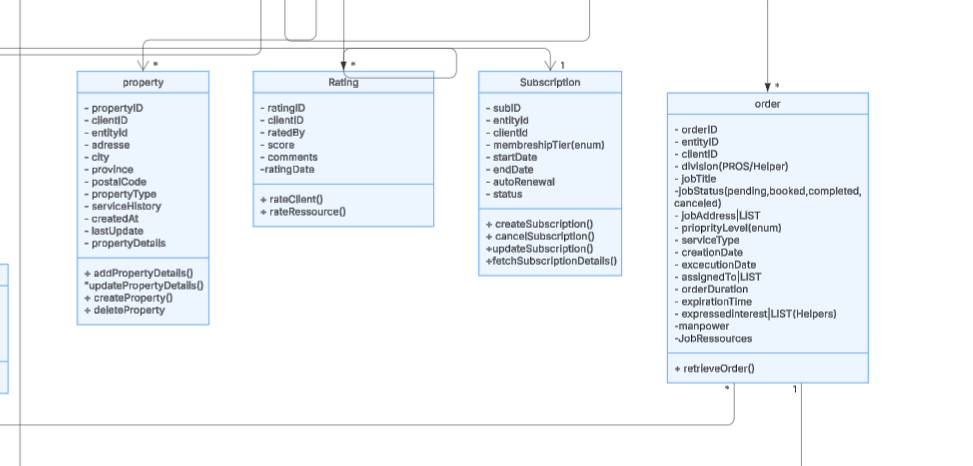 *
property
- propertyID
- clientID
- entityId
- adresse
- city
- province
- postalCode
- propertyType
- serviceHistory
- createdAt
- lastUpdate
- propertyDetails
+ addPropertyDetails()
*updatePropertyDetails()
+ createProperty()
+ deleteProperty
*
Rating
- ratingID
- clientID
- ratedBy
- score
- comments
-ratingDate
+ rateClient()
+ rateRessource()
1
Subscription
- subID
- entityId
- clientId
- membreshipTier(enum)
- startDate
- endDate
- autoRenewal
- status
+ createSubscription()
+ cancelSubscription()
+updateSubscription()
+fetchSubscriptionDetails()
*
order
- orderID
- entityID
- clientID
- division(PROS/Helper)
- jobTitle
-jobStatus(pending,booked,completed,
canceled)
- jobAddress|LIST
- prioprityLevel(enum)
- serviceType
- creationDate
- excecutionDate
- assignedTo|LIST
- orderDuration
- expirationTime
- expressedinterest|LIST(Helpers)
-manpower
-JobRessources
+ retrieveOrder()
*
1